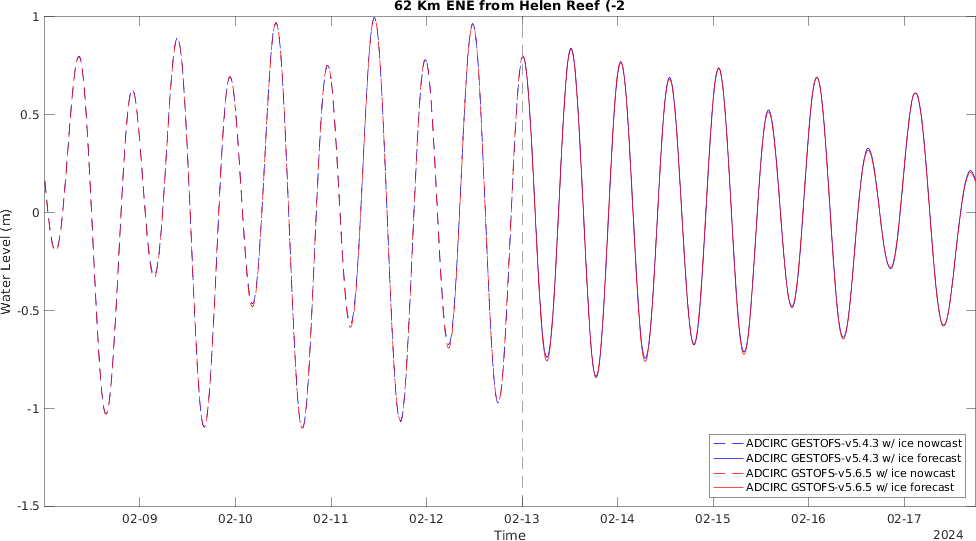 62 Km ENE from Helen Reef (-2
Water Level (m)
1
0.5
0
-0.5
-1
-1.5
02-09 02-10 02-11 02-12 02-13 02-14 02-15 02-16 02-17
Time
2024
ADCIRC GESTOFS-v5.4.3 w/ ice nowcast
ADCIRC GESTOFS-v5.4.3 w/ ice forecast
ADCIRC GSTOFS-v5.6.5 w/ ice nowcast
ADCIRC GSTOFS-v5.6.5 w/ ice forecast